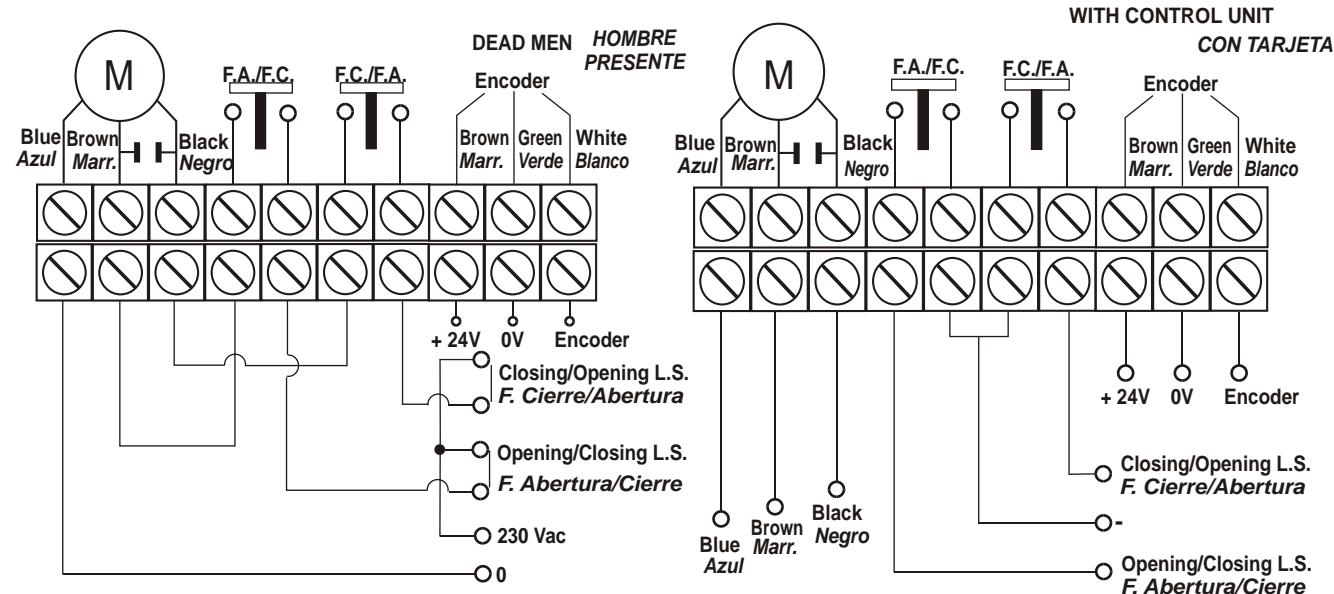 DEAD MEN HOMBRE
PRESENTE
M
F.A./F.C. F.C./F.A.
Encoder
Blue Brown Black Brown Green White
Azul Marr. Negro Marr. Verde Blanco
+ 24V 0V Encoder
Closing/Opening L.S.
F. Cierre/Abertura
Opening/Closing L.S.
F. Abertura/Cierre
230 Vac
0
WITH CONTROL UNIT
CON TARJETA
M
F.A./F.C. F.C./F.A.
Encoder
Blue Brown Black Brown Green White
Azul Marr. Negro Marr. Verde Blanco
+ 24V 0V Encoder
Closing/Opening L.S.
F. Cierre/Abertura
-
Blue Brown Black
Azul Marr. Negro
Opening/Closing L.S.
F. Abertura/Cierre